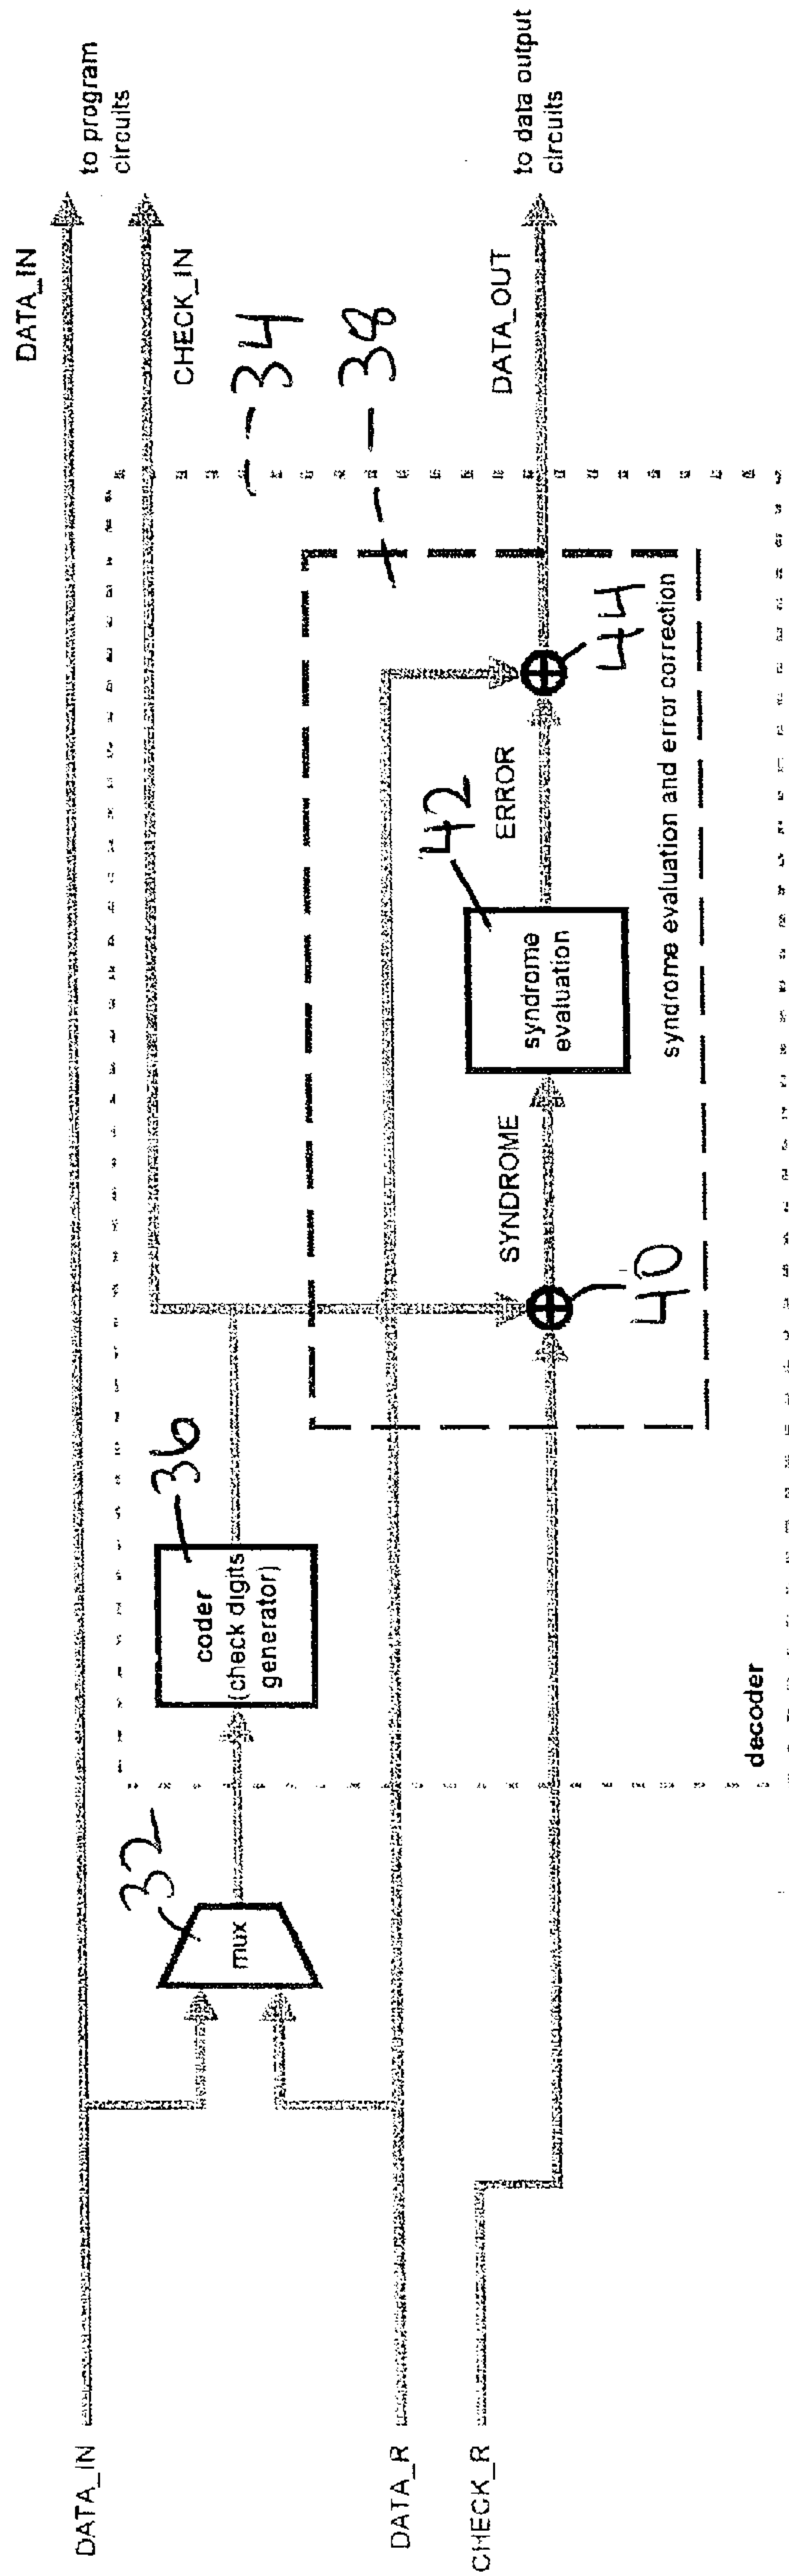 DATA_IN
to program
circuits
CHECK_IN
34
38
DATA_IN
32
mux
36
coder
(check digits
generator)
DATA_R
CHECK_R
SYNDROME
40
42
syndrome
evaluation
ERROR
44
DATA_OUT
to data output
circuits
syndrome evaluation and error correction
decoder